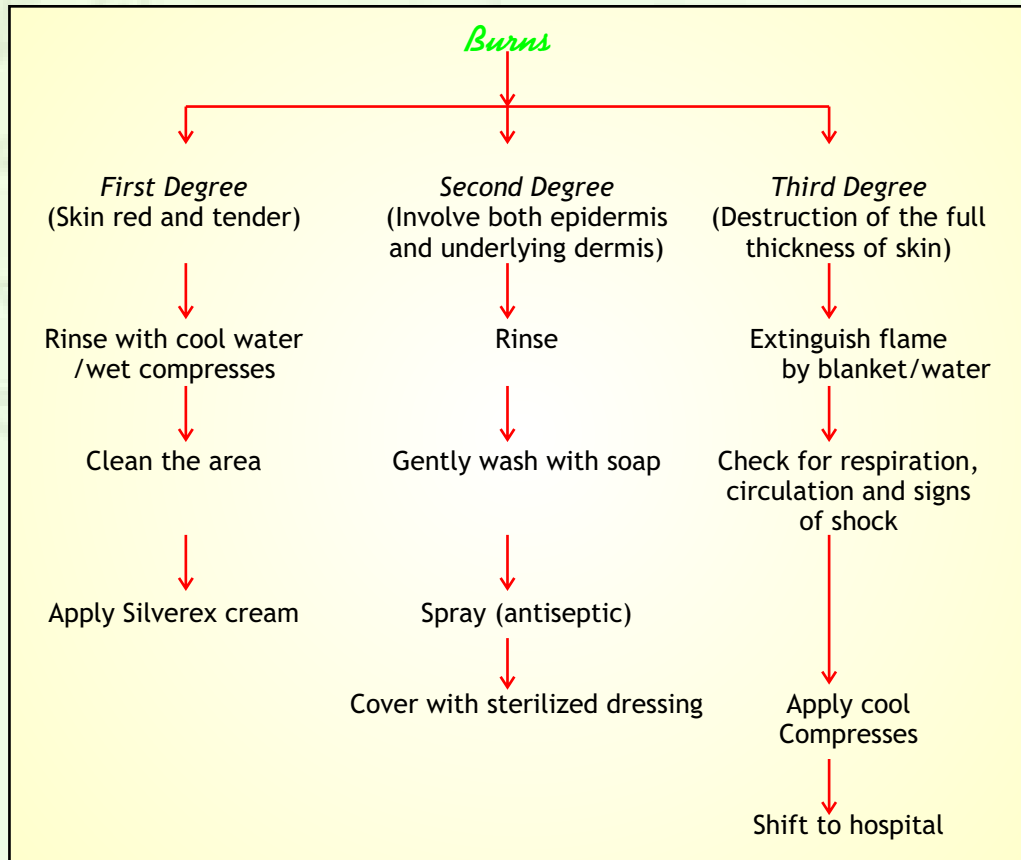 Burns
First Degree
(Skin red and tender)
Rinse with cool water
/wet compresses
Clean the area
Apply Silverex cream
Second Degree
(Involve both epidermis
and underlying dermis)
Rinse
Gently wash with soap
Spray (antiseptic)
Cover with sterilized dressing
Third Degree
(Destruction of the full
thickness of skin)
Extinguish flame
by blanket/water
Check for respiration,
circulation and signs
of shock
Apply cool
Compresses
Shift to hospital